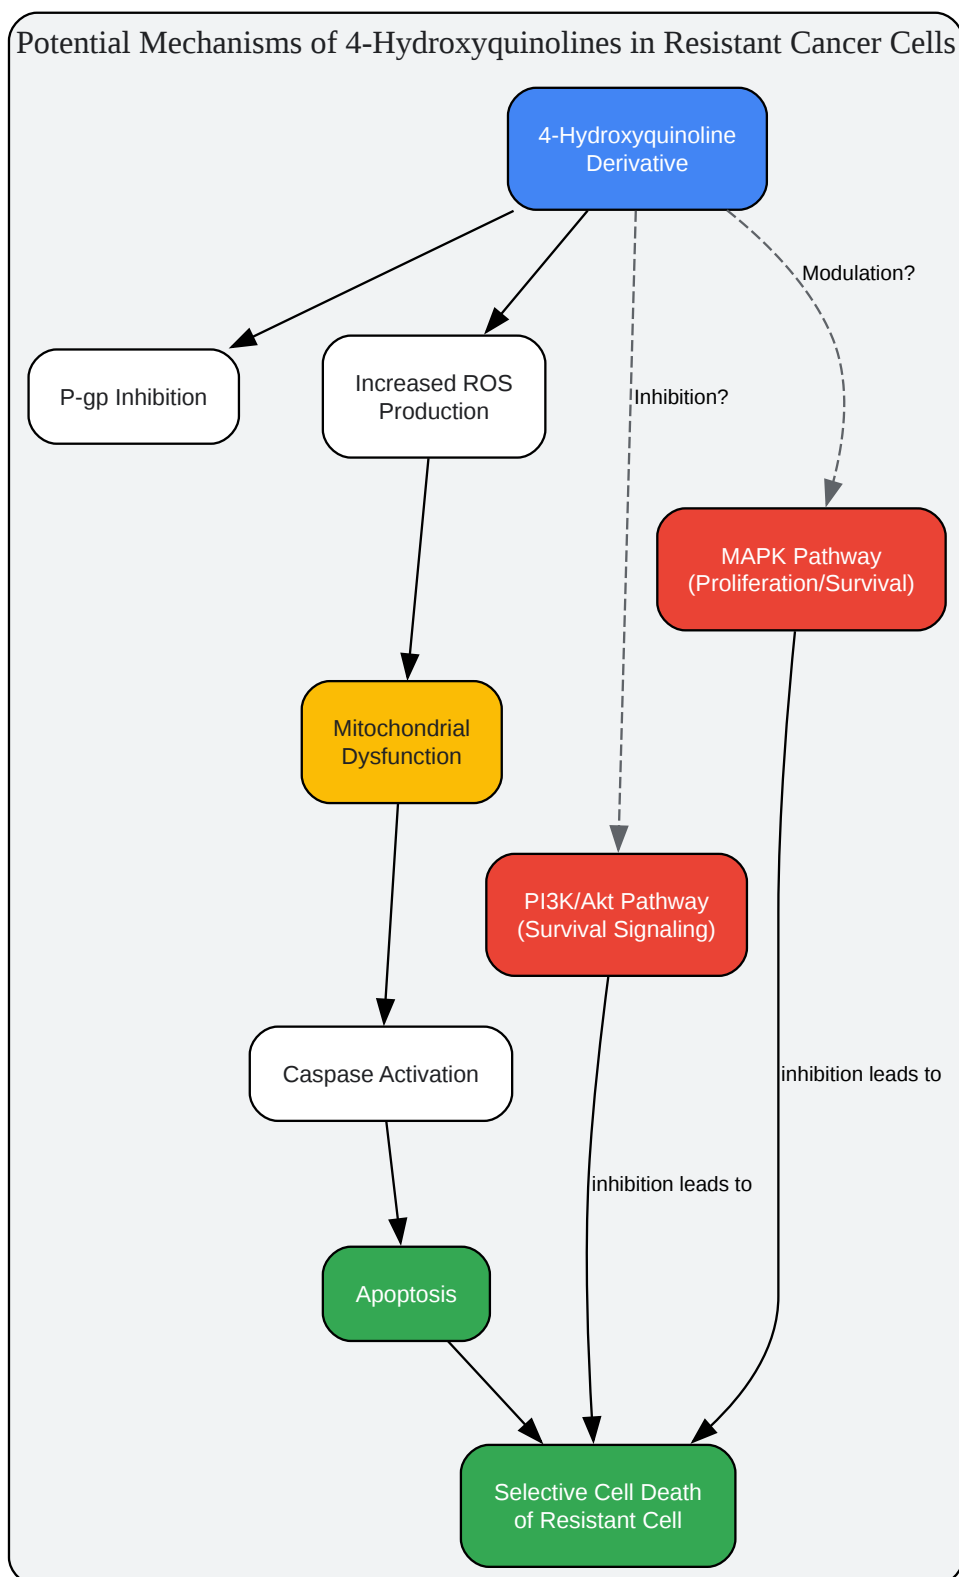 Potential Mechanisms of 4-Hydroxyquinolines in Resistant Cancer Cells
4-Hydroxyquinoline
Derivative
Modulation?
P-gp Inhibition
Increased ROS
Production
Inhibition?
MAPK Pathway
(Proliferation/Survival)
Mitochondrial
Dysfunction
PI3K/Akt Pathway
(Survival Signaling)
Caspase Activation
inhibition leads to
inhibition leads to
Apoptosis
Selective Cell Death
of Resistant Cell